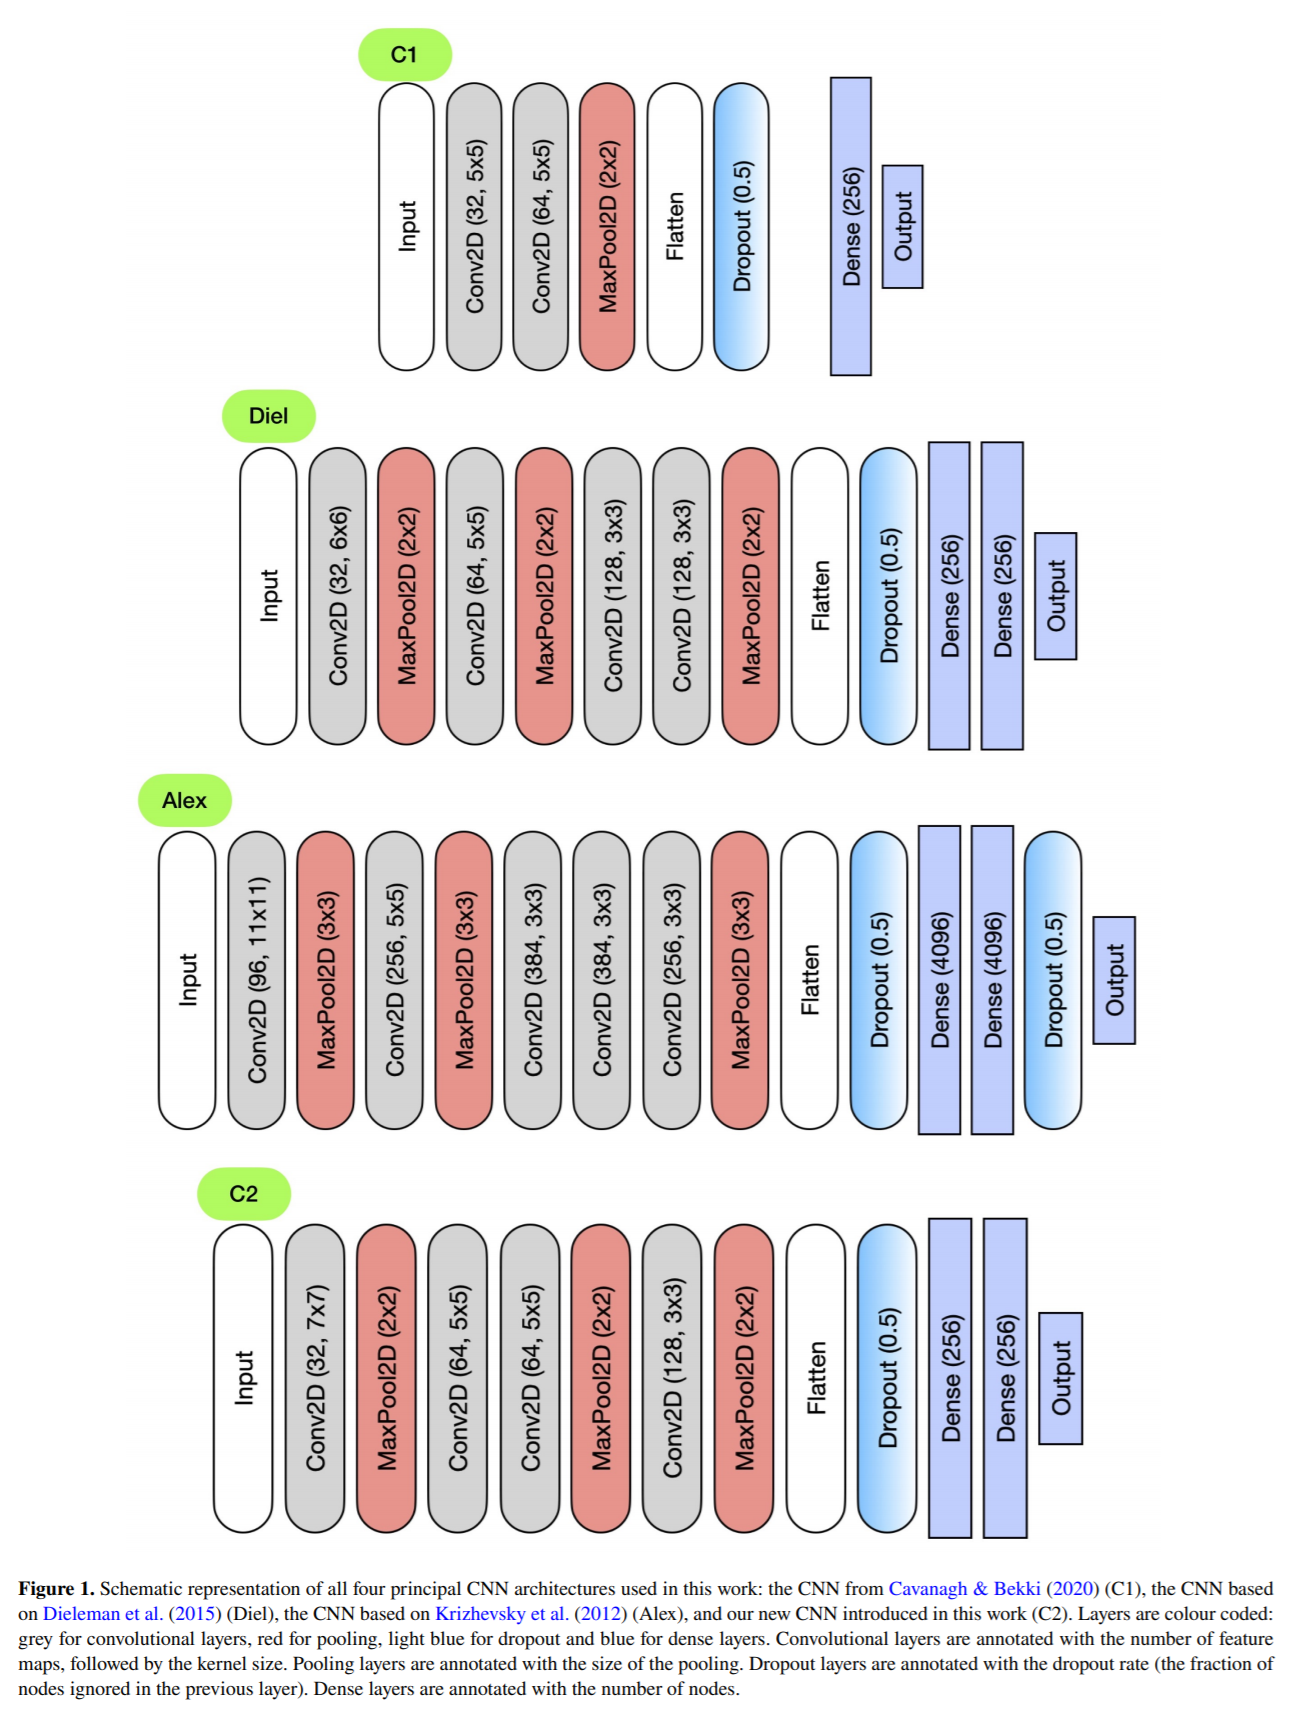 C1
Input
Conv2D (32, 5x5)
Conv2D (64, 5x5)
MaxPool2D (2x2)
Flatten
Dropout (0.5)
Dense (256)
Output
Diel
Input
Conv2D (32, 6x6)
MaxPool2D (2x2)
Conv2D (64, 5x5)
MaxPool2D (2x2)
Conv2D (128, 3x3)
Conv2D (128, 3x3)
MaxPool2D (2x2)
Flatten
Dropout (0.5)
Dense (256)
Dense (256)
Output
Alex
Input
Conv2D (96, 11x11)
MaxPool2D (3x3)
Conv2D (256, 5x5)
MaxPool2D (3x3)
Conv2D (384, 3x3)
Conv2D (384, 3x3)
Conv2D (256, 3x3)
MaxPool2D (3x3)
Flatten
Dropout (0.5)
Dense (4096)
Dense (4096)
Dropout (0.5)
Output
C2
Input
Conv2D (32, 7x7)
MaxPool2D (2x2)
Conv2D (64, 5x5)
Conv2D (64, 5x5)
MaxPool2D (2x2)
Conv2D (128, 3x3)
MaxPool2D (2x2)
Flatten
Dropout (0.5)
Dense (256)
Dense (256)
Output
Figure 1. Schematic representation of all four principal CNN architectures used in this work: the CNN from Cavanagh & Bekki (2020) (C1), the CNN based
on Dieleman et al. (2015) (Diel), the CNN based on Krizhevsky et al. (2012) (Alex), and our new CNN introduced in this work (C2). Layers are colour coded:
grey for convolutional layers, red for pooling, light blue for dropout and blue for dense layers. Convolutional layers are annotated with the number of feature
maps, followed by the kernel size. Pooling layers are annotated with the size of the pooling. Dropout layers are annotated with the dropout rate (the fraction of
nodes ignored in the previous layer). Dense layers are annotated with the number of nodes.